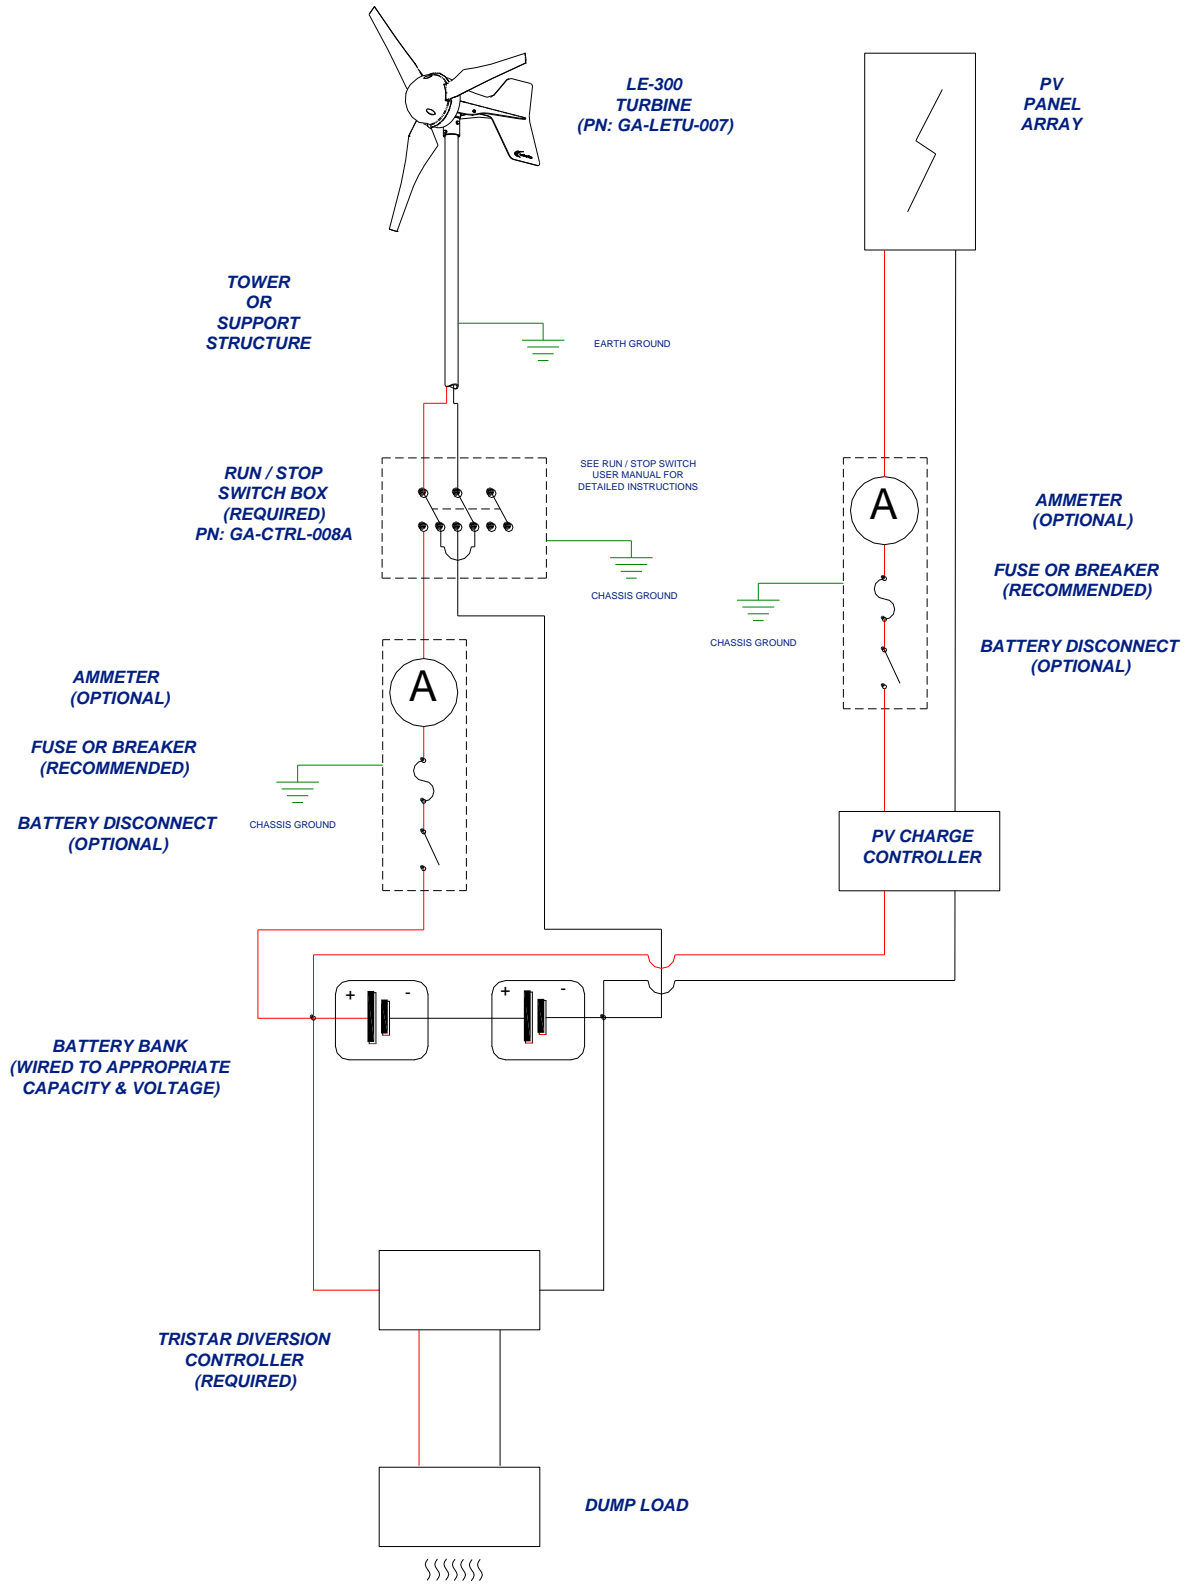 LE-300
TURBINE
(PN: GA-LETU-007)
PV
PANEL
ARRAY
TOWER
OR
SUPPORT
STRUCTURE
EARTH GROUND
RUN / STOP
SWITCH BOX
(REQUIRED)
PN: GA-CTRL-008A
SEE RUN / STOP SWITCH
USER MANUAL FOR
DETAILED INSTRUCTIONS
CHASSIS GROUND
A
AMMETER
(OPTIONAL)
FUSE OR BREAKER
(RECOMMENDED)
BATTERY DISCONNECT
(OPTIONAL)
CHASSIS GROUND
A
AMMETER
(OPTIONAL)
FUSE OR BREAKER
(RECOMMENDED)
BATTERY DISCONNECT
(OPTIONAL)
CHASSIS GROUND
PV CHARGE
CONTROLLER
+ -
+ -
BATTERY BANK
(WIRED TO APPROPRIATE
CAPACITY & VOLTAGE)
TRISTAR DIVERSION
CONTROLLER
(REQUIRED)
DUMP LOAD